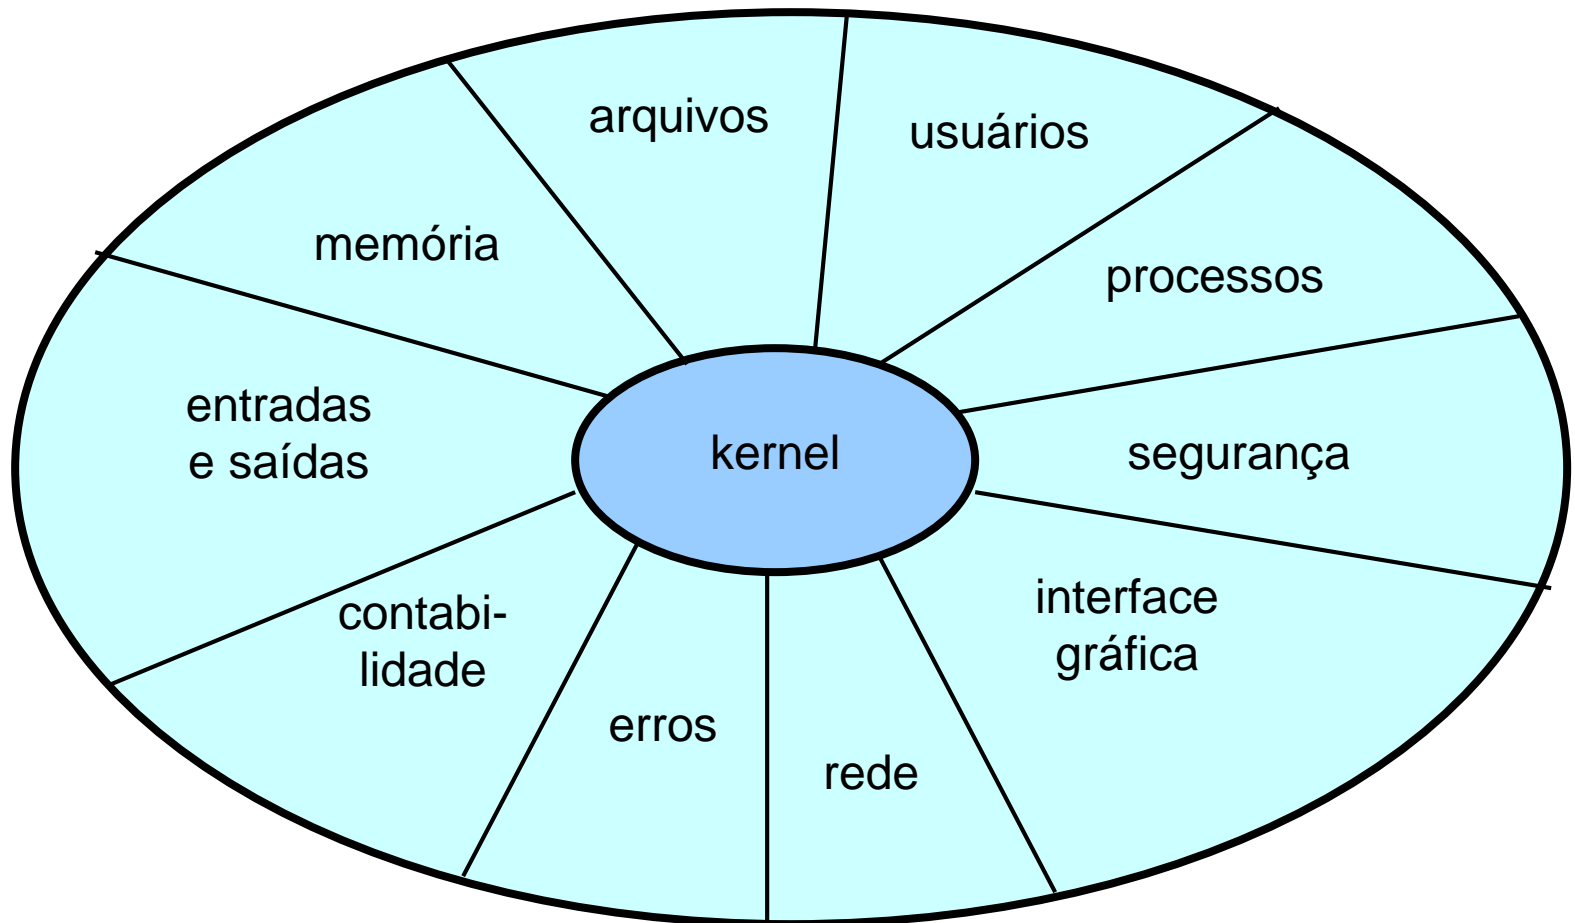 arquivos
usuários
memória
processos
entradas
e saídas
kernel
segurança
contabi-
lidade
interface
gráfica
erros
rede